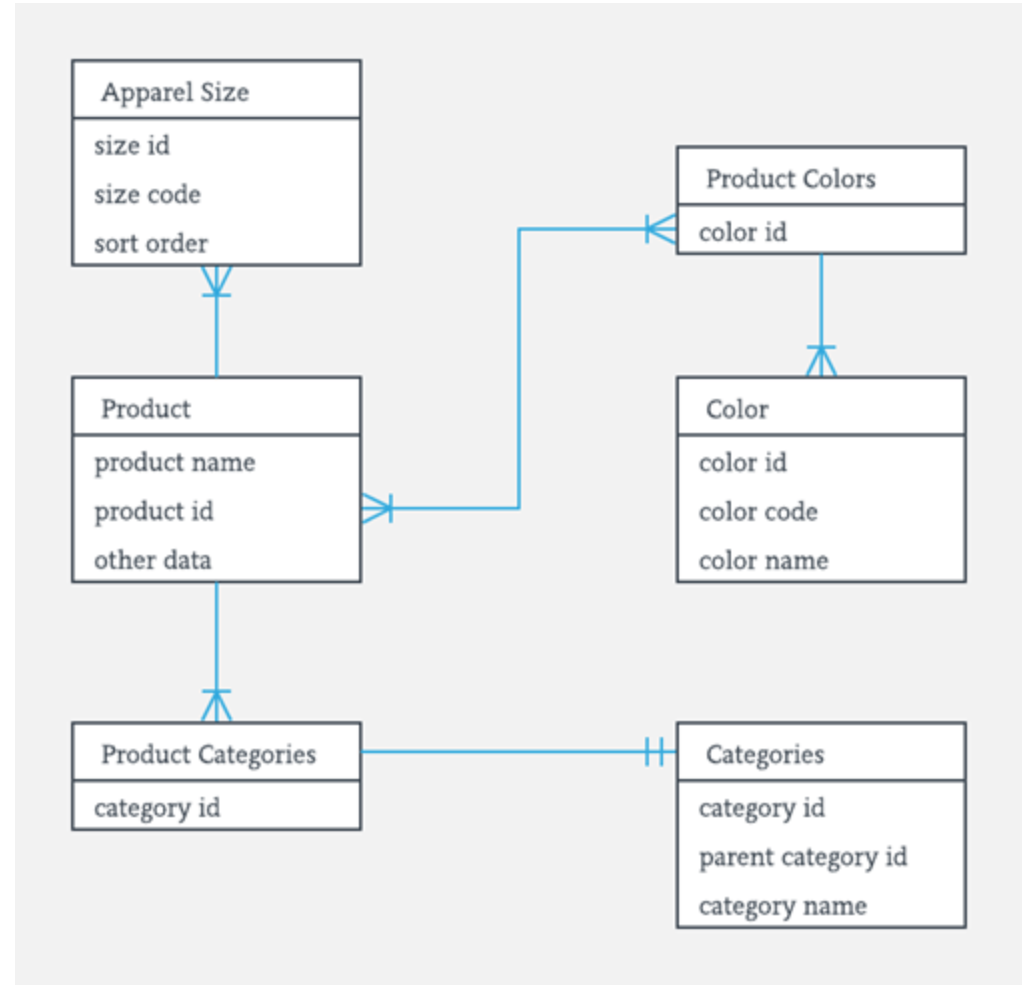 Apparel Size
size id
size code
sort order
Product Colors
color id
Product
product name
product id
other data
Color
color id
color code
color name
Product Categories
category id
Categories
category id
parent category id
category name